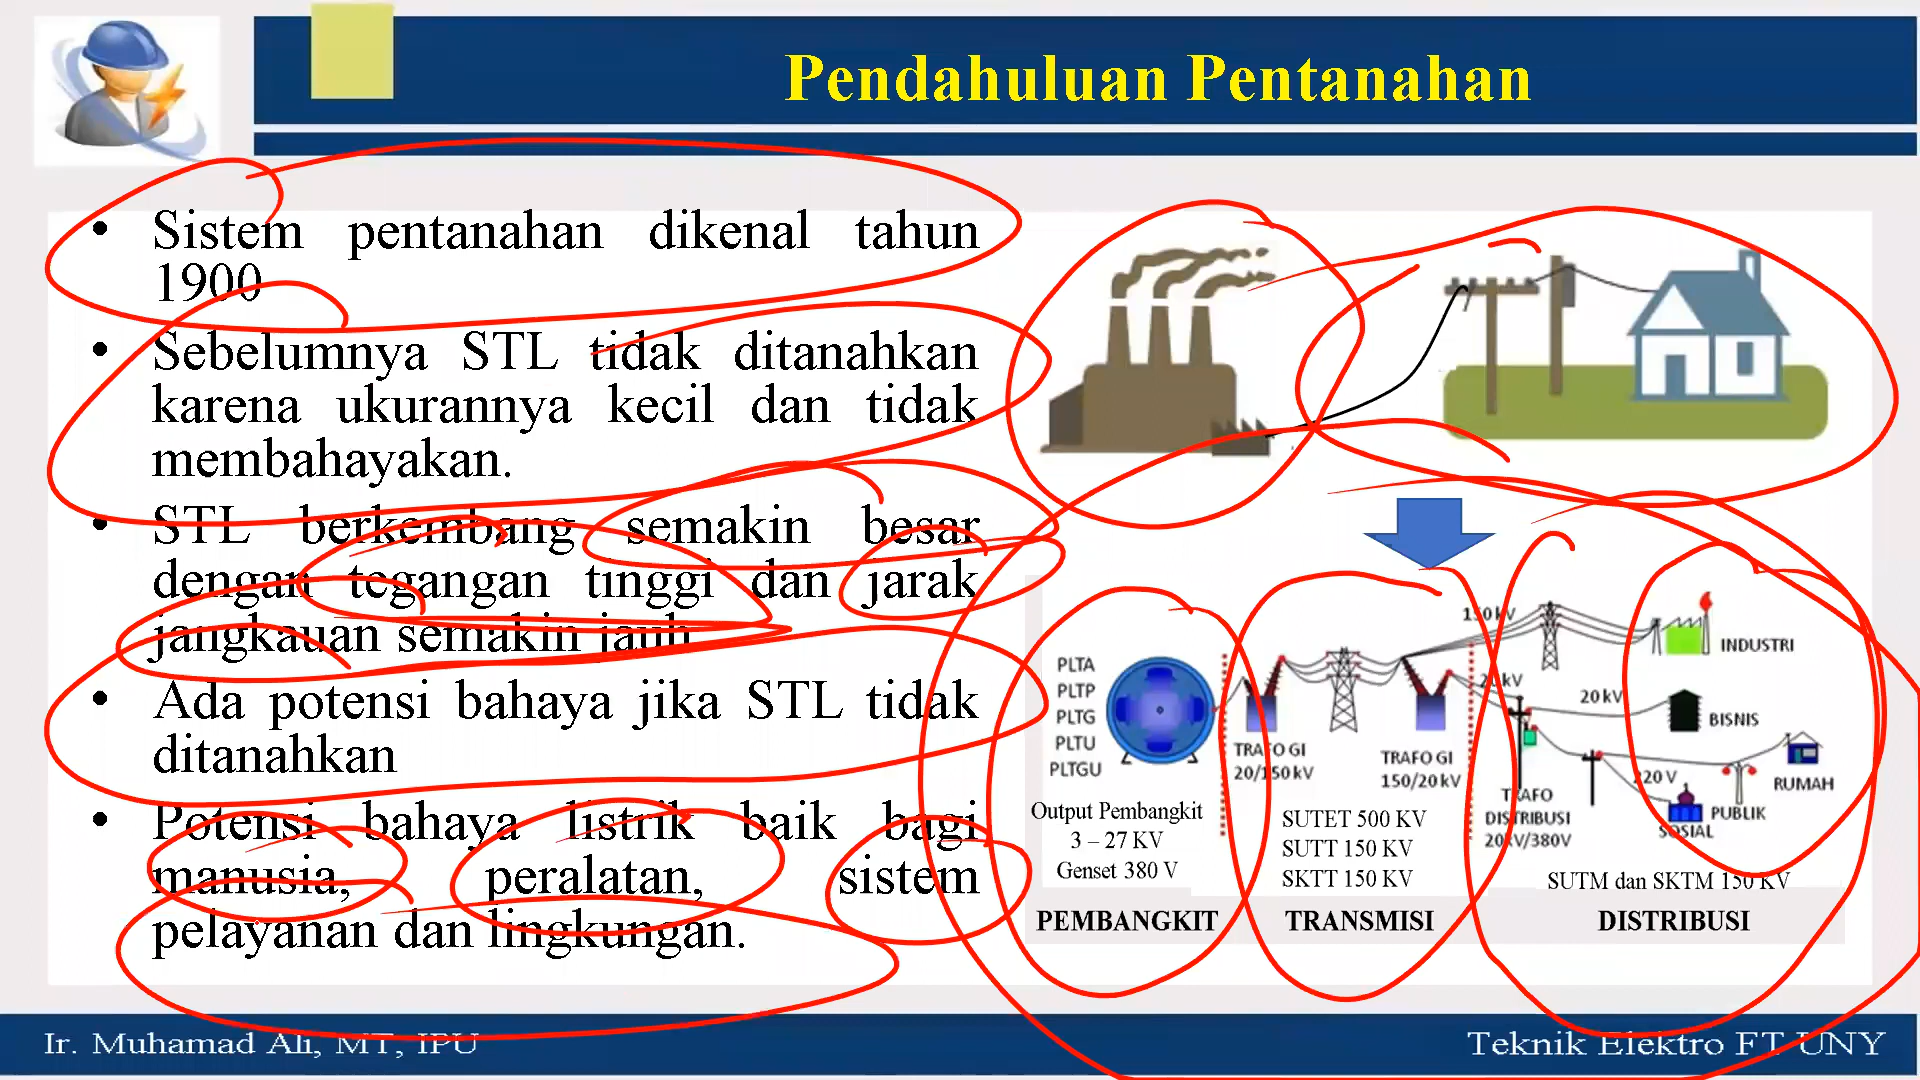 Pendahuluan Pentanahan
• Sistem pentanahan dikenal tahun
1900
• Sebelumnya STL tidak ditanahkan
karena ukurannya kecil dan tidak
membahayakan.
• STL berkembang semakin besar
dengan tegangan tinggi dan jarak
jangkauan semakin jauh
• Ada potensi bahaya jika STL tidak
ditanahkan
• Potensi bahaya listrik baik bagi
manusia, peralatan, sistem
pelayanan dan lingkungan.
150 kV
INDUSTRI
PLTA
PLTP
PLTG
PLTU
PLTGU
20 kV
BISNIS
TRAFO GI
20/150 kV
TRAFO GI
150/20 kV
220 V
RUMAH
PUBLIK
SOSIAL
TRAFO
DISTRIBUSI
20kV/380V
Output Pembangkit
3 – 27 KV
Genset 380 V
SUTET 500 KV
SUTT 150 KV
SKTT 150 KV
SUTM dan SKTM 150 KV
PEMBANGKIT
TRANSMISI
DISTRIBUSI
Ir. Muhamad Ali, MT, IPU
Teknik Elektro FT UNY